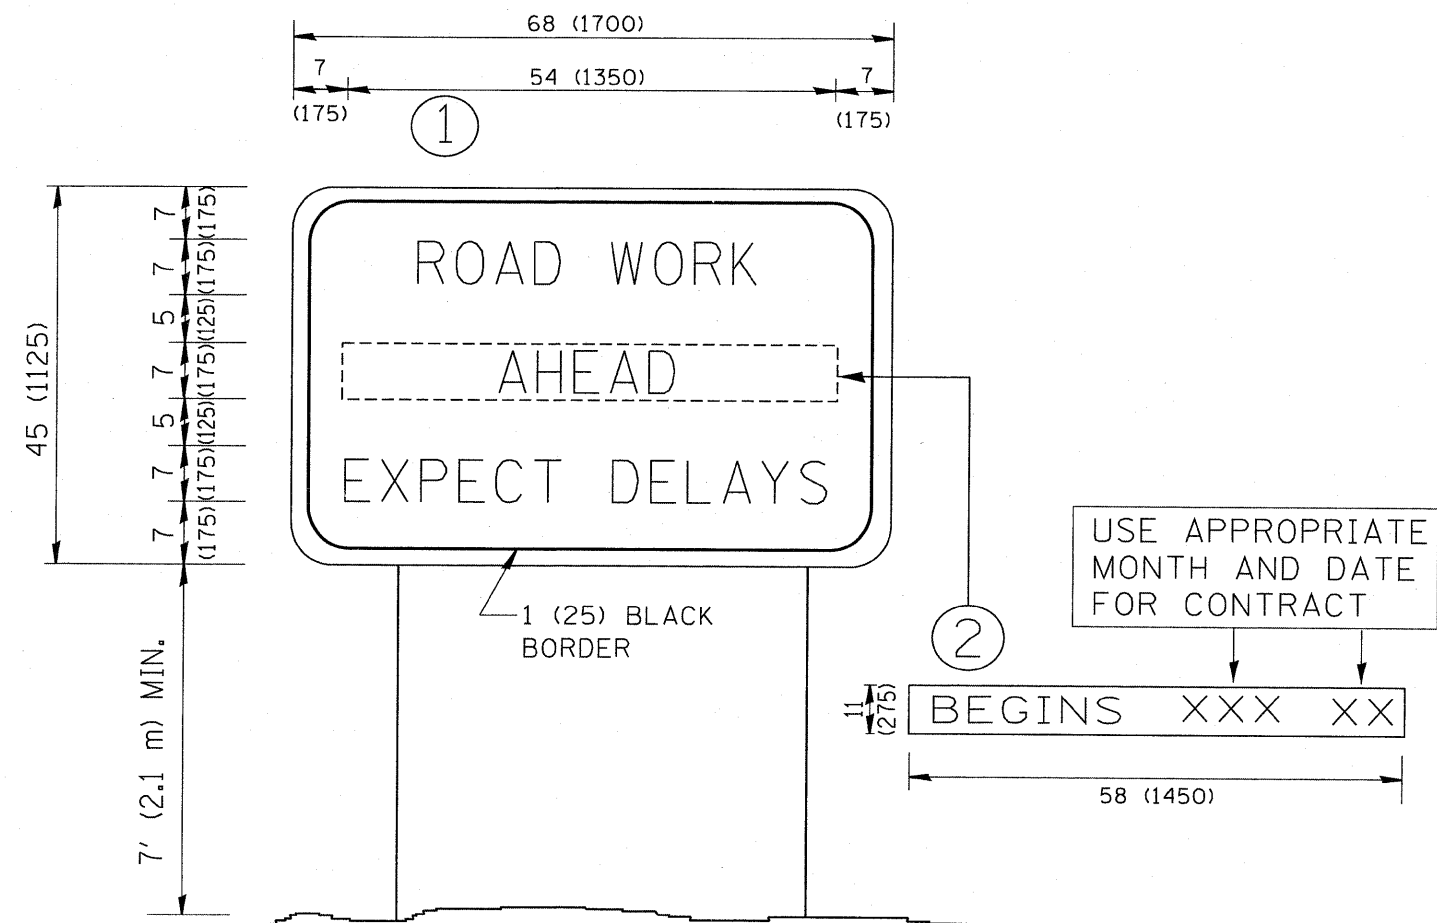 68 (1700)
7
54 (1350)
7
(175)
(175)
1
45 (1125)
7
(175)
7
(175)
5
(125)
7
(175)
5
(125)
7
(175)
7
(175)
ROAD WORK
AHEAD
EXPECT DELAYS
1 (25) BLACK
BORDER
7' (2.1 m) MIN.
USE APPROPRIATE
MONTH AND DATE
FOR CONTRACT
2
11
(275)
BEGINS XXX XX
58 (1450)